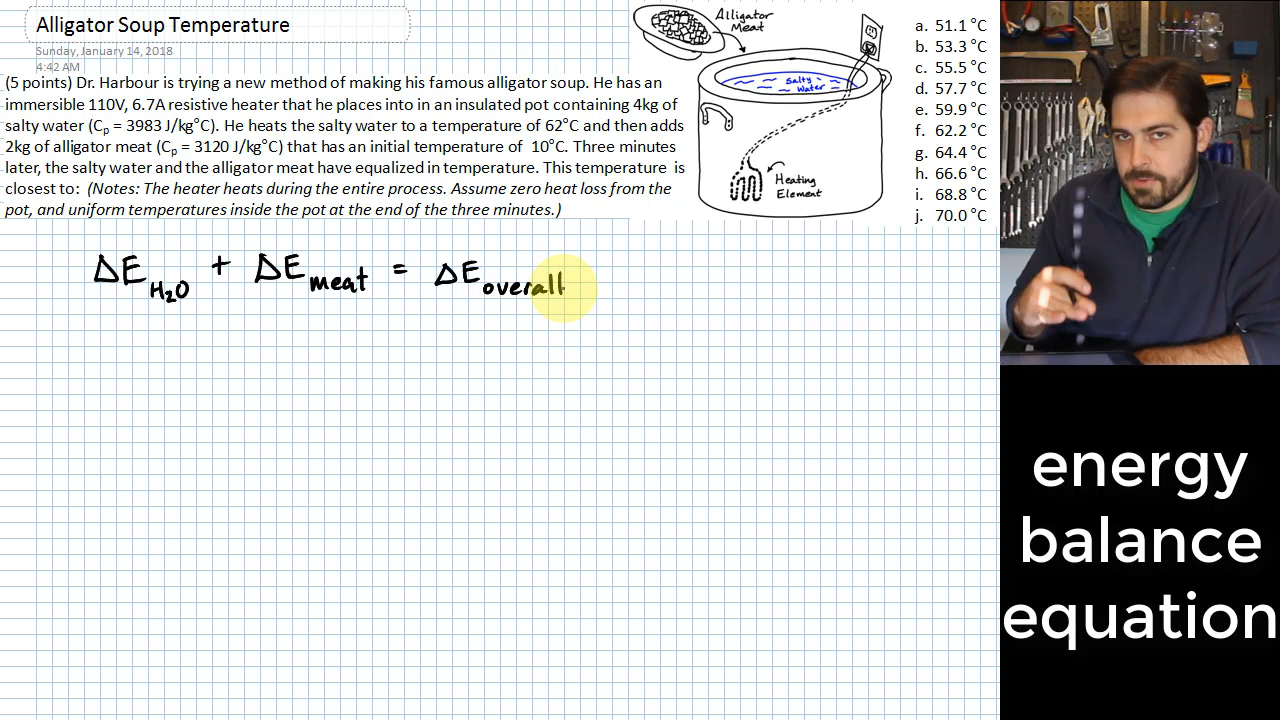 Alligator Soup Temperature
Sunday, January 14, 2018
4:42 AM
(5 points) Dr. Harbour is trying a new method of making his famous alligator soup. He has an
immersible 110V, 6.7A resistive heater that he places into in an insulated pot containing 4kg of
salty water (Cp = 3983 J/kg°C). He heats the salty water to a temperature of 62°C and then adds
2kg of alligator meat (Cp = 3120 J/kg°C) that has an initial temperature of 10°C. Three minutes
later, the salty water and the alligator meat have equalized in temperature. This temperature is
closest to: (Notes: The heater heats during the entire process. Assume zero heat loss from the
pot, and uniform temperatures inside the pot at the end of the three minutes.)
Alligator
Meat
Salty
Water
Heating
Element
a. 51.1 °C
b. 53.3 °C
c. 55.5 °C
d. 57.7 °C
e. 59.9 °C
f. 62.2 °C
g. 64.4 °C
h. 66.6 °C
i. 68.8 °C
j. 70.0 °C
ΔE H₂O + ΔE meat = ΔE overall
energy
balance
equation